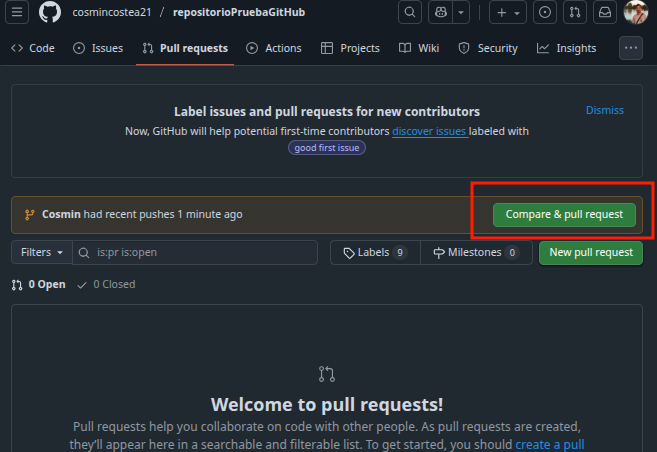 cosmincostea21 / repositorioPruebaGitHub
Code Issues Pull requests Actions Projects Wiki Security Insights
Label issues and pull requests for new contributors
Dismiss
Now, GitHub will help potential first-time contributors discover issues labeled with
good first issue
Cosmin had recent pushes 1 minute ago
Compare & pull request
Filters is:pr is:open Labels 9 Milestones 0 New pull request
0 Open 0 Closed
Welcome to pull requests!
Pull requests help you collaborate on code with other people. As pull requests are created,
they'll appear here in a searchable and filterable list. To get started, you should create a pull